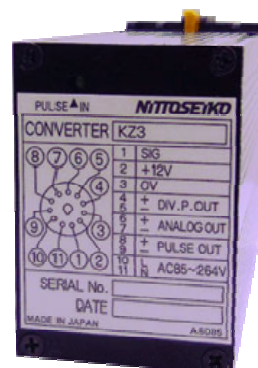 PULSE▲IN NITTOSEIKO
CONVERTER KZ3
8 7 6 5
4
9 3
10 11 1 2
1 SIG
2 +12V
3 0V
4 + DIV.P.OUT
5 −
6 + ANALOG OUT
7 −
8 + PULSE OUT
9 −
10 L AC85~264V
11 N
SERIAL No.
DATE
MADE IN JAPAN A.6085